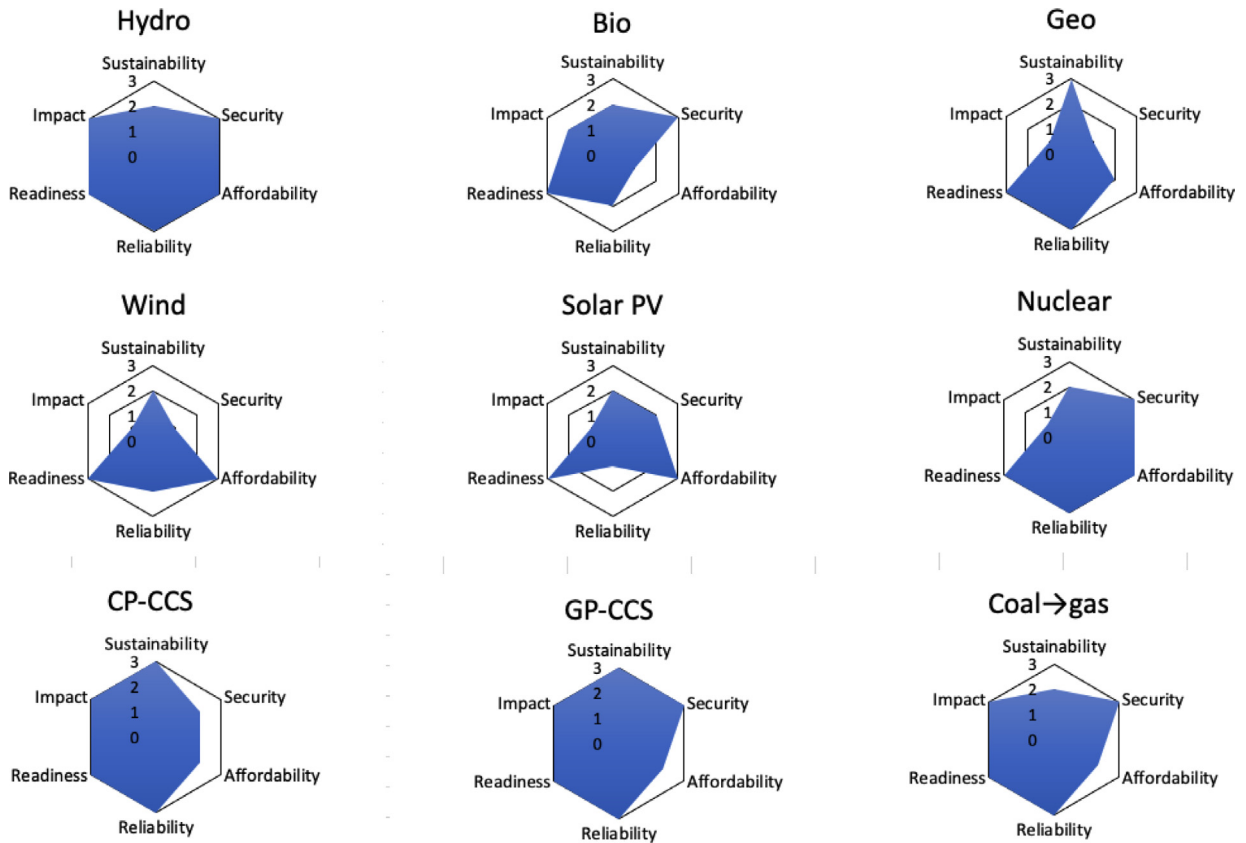 Hydro
Sustainability
3
2
1
0
Impact
Security
Readiness
Affordability
Reliability
Bio
Sustainability
3
2
1
0
Impact
Security
Readiness
Affordability
Reliability
Geo
Sustainability
3
2
1
0
Impact
Security
Readiness
Affordability
Reliability
Wind
Sustainability
3
2
1
0
Impact
Security
Readiness
Affordability
Reliability
Solar PV
Sustainability
3
2
1
0
Impact
Security
Readiness
Affordability
Reliability
Nuclear
Sustainability
3
2
1
0
Impact
Security
Readiness
Affordability
Reliability
CP-CCS
Sustainability
3
2
1
0
Impact
Security
Readiness
Affordability
Reliability
GP-CCS
Sustainability
3
2
1
0
Impact
Security
Readiness
Affordability
Reliability
Coal→gas
Sustainability
3
2
1
0
Impact
Security
Readiness
Affordability
Reliability